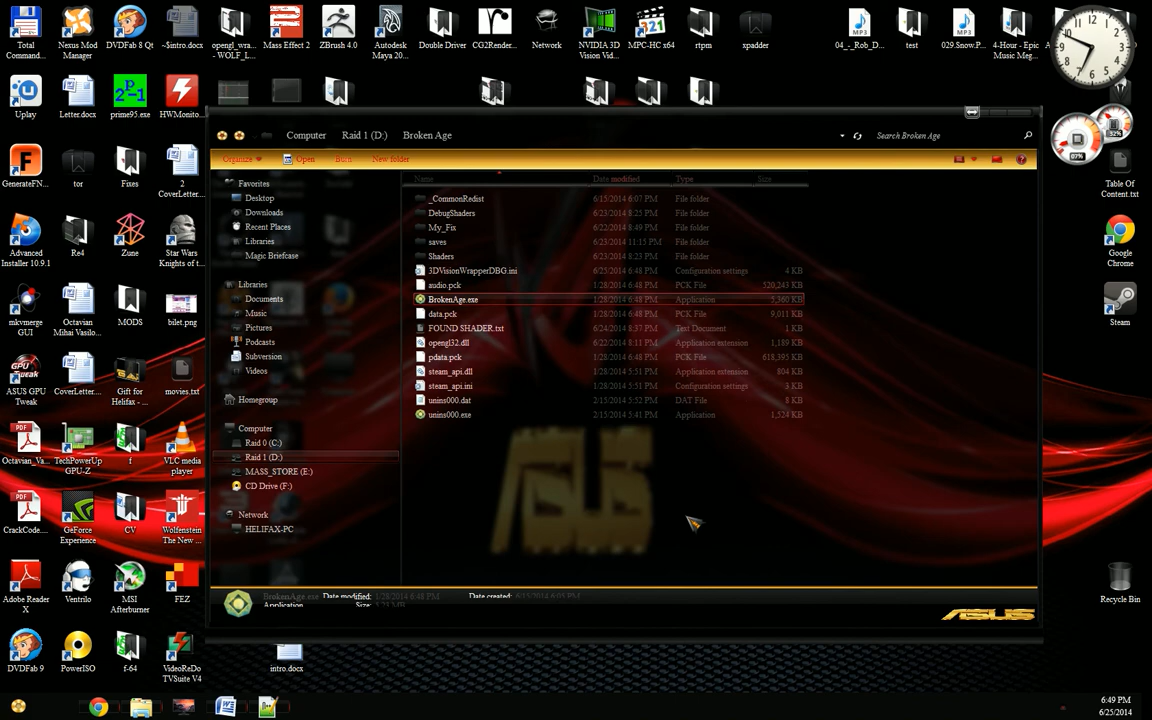 Total Command...
Nexus Mod Manager
DVDFab 8 Qt
~$intro.docx
opengl_wra... - WOLF_L...
Mass Effect 2
ZBrush 4.0
Autodesk Maya 20...
Double Driver
CG2Render...
Network
NVIDIA 3D Vision Vid...
MPC-HC x64
rtpm
xpadder
04_-_Rob_D...
test
029.Snow.P...
4-Hour - Epic Music Meg...
Uplay
Letter.docx
prime95.exe
HWMonito...
GenerateFN...
tor
Fixes
2 CoverLetter...
Advanced Installer 10.9.1
Re4
Zune
Star Wars Knights of t...
mkvmerge GUI
Octavian Mihai Vasilo...
MODS
bilet.png
ASUS GPU Tweak
CoverLetter....
Gift for Helifax - ...
movies.txt
Octavian_Va...
TechPowerUp GPU-Z
f
VLC media player
CrackCode....
GeForce Experience
CV
Wolfenstein The New ...
Adobe Reader X
Ventrilo
MSI Afterburner
FEZ
DVDFab 9
PowerISO
f-64
VideoReDo TVSuite V4
intro.docx
Computer Raid 1 (D:) Broken Age
Search Broken Age
Organize Open Burn New folder
Favorites
Desktop
Downloads
Recent Places
Libraries
Magic Briefcase
Libraries
Documents
Music
Pictures
Podcasts
Subversion
Videos
Homegroup
Computer
Raid 0 (C:)
Raid 1 (D:)
MASS_STORE (E:)
CD Drive (F:)
Network
HELIFAX-PC
Name Date modified Type Size
_CommonRedist 6/15/2014 6:07 PM File folder
DebugShaders 6/23/2014 8:25 PM File folder
My_Fix 6/22/2014 8:49 PM File folder
saves 6/23/2014 11:15 PM File folder
Shaders 6/23/2014 8:23 PM File folder
3DVisionWrapperDBG.ini 6/25/2014 6:48 PM Configuration settings 4 KB
audio.pck 1/28/2014 6:48 PM PCK File 520,243 KB
BrokenAge.exe 1/28/2014 6:48 PM Application 5,360 KB
data.pck 1/28/2014 6:48 PM PCK File 9,011 KB
FOUND SHADER.txt 6/24/2014 8:37 PM Text Document 1 KB
opengl32.dll 6/22/2014 8:11 PM Application extension 1,189 KB
pdata.pck 1/28/2014 6:48 PM PCK File 618,395 KB
steam_api.dll 1/28/2014 5:51 PM Application extension 804 KB
steam_api.ini 1/28/2014 5:51 PM Configuration settings 3 KB
unins000.dat 2/15/2014 5:52 PM DAT File 8 KB
unins000.exe 2/15/2014 5:41 PM Application 1,524 KB
BrokenAge.exe Date modified: 1/28/2014 6:48 PM Date created: 6/15/2014 6:05 PM
Application Size:
ASUS
Table Of Content.txt
Google Chrome
Steam
Recycle Bin
07%
32%
6:49 PM
6/25/2014